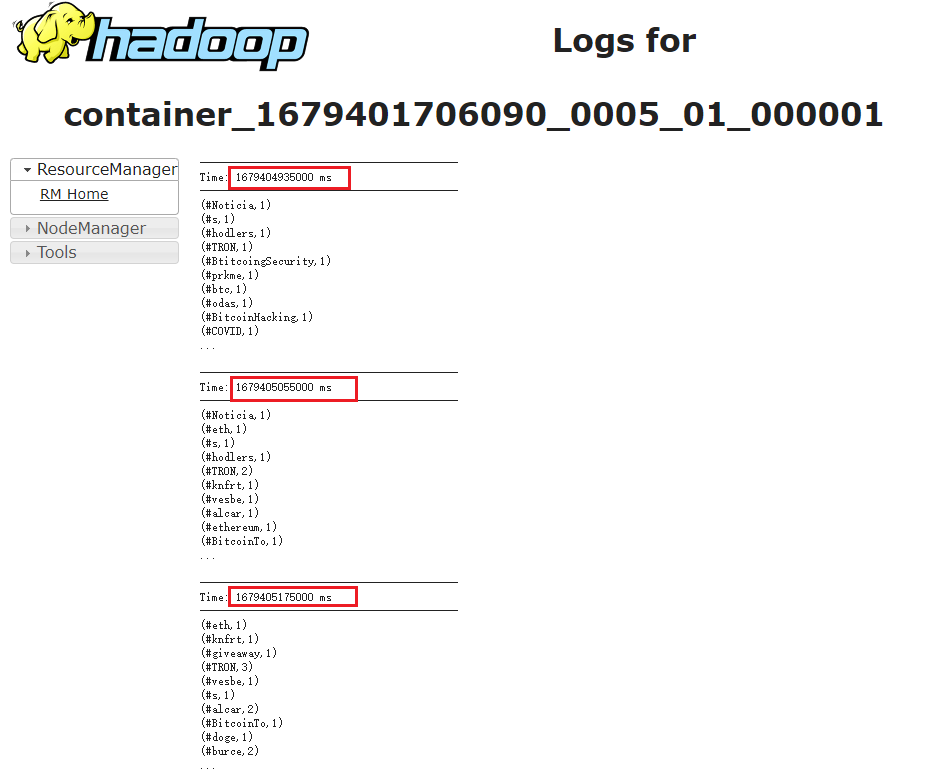 hadoop
Logs for
container_1679401706090_0005_01_000001
ResourceManager
RM Home
NodeManager
Tools
Time: 1679404935000 ms
(#Noticia,1)
(#s,1)
(#hodlers,1)
(#TRON,1)
(#BtitcoingSecurity,1)
(#prkme,1)
(#btc,1)
(#odas,1)
(#BitcoinHacking,1)
(#COVID,1)
...
Time: 1679405055000 ms
(#Noticia,1)
(#eth,1)
(#s,1)
(#hodlers,1)
(#TRON,2)
(#knfrt,1)
(#vesbe,1)
(#alcar,1)
(#ethereum,1)
(#BitcoinTo,1)
...
Time: 1679405175000 ms
(#eth,1)
(#knfrt,1)
(#giveaway,1)
(#TRON,3)
(#vesbe,1)
(#s,1)
(#alcar,2)
(#BitcoinTo,1)
(#doge,1)
(#burce,2)
...